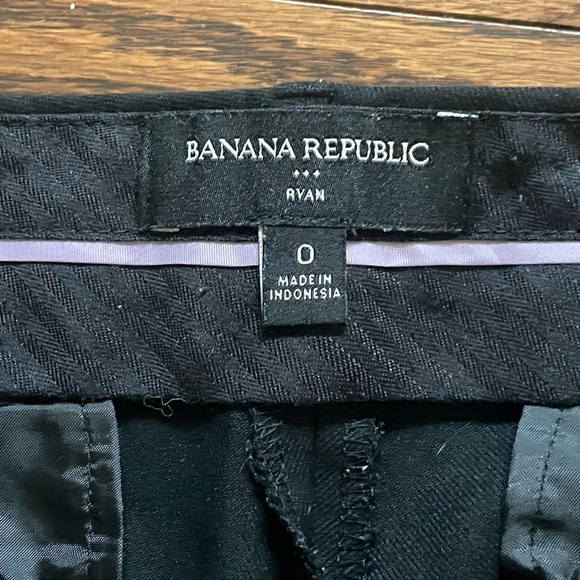 BANANA REPUBLIC
RYAN
0
MADE IN
INDONESIA